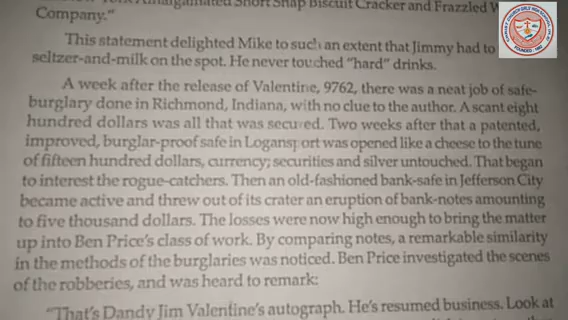 Amalgamated Short Snap Biscuit Cracker and Frazzled
Company."
This statement delighted Mike to such an extent that Jimmy had to
seltzer-and-milk on the spot. He never touched "hard" drinks.
A week after the release of Valentine, 9762, there was a neat job of safe-
burglary done in Richmond, Indiana, with no clue to the author. A scant eight
hundred dollars was all that was secured. Two weeks after that a patented,
improved, burglar-proof safe in Logansport was opened like a cheese to the tune
of fifteen hundred dollars, currency; securities and silver untouched. That began
to interest the rogue-catchers. Then an old-fashioned bank-safe in Jefferson City
became active and threw out of its crater an eruption of bank-notes amounting
to five thousand dollars. The losses were now high enough to bring the matter
up into Ben Price's class of work. By comparing notes, a remarkable similarity
in the methods of the burglaries was noticed. Ben Price investigated the scenes
of the robberies, and was heard to remark:
"That's Dandy Jim Valentine's autograph. He's resumed business. Look at